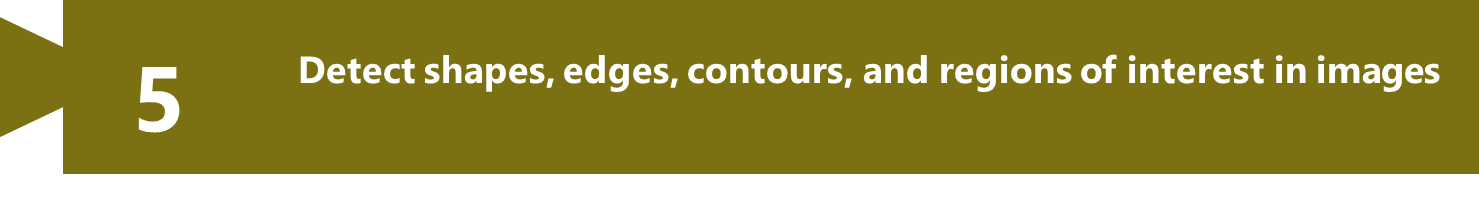 5
Detect shapes, edges, contours, and regions of interest in images